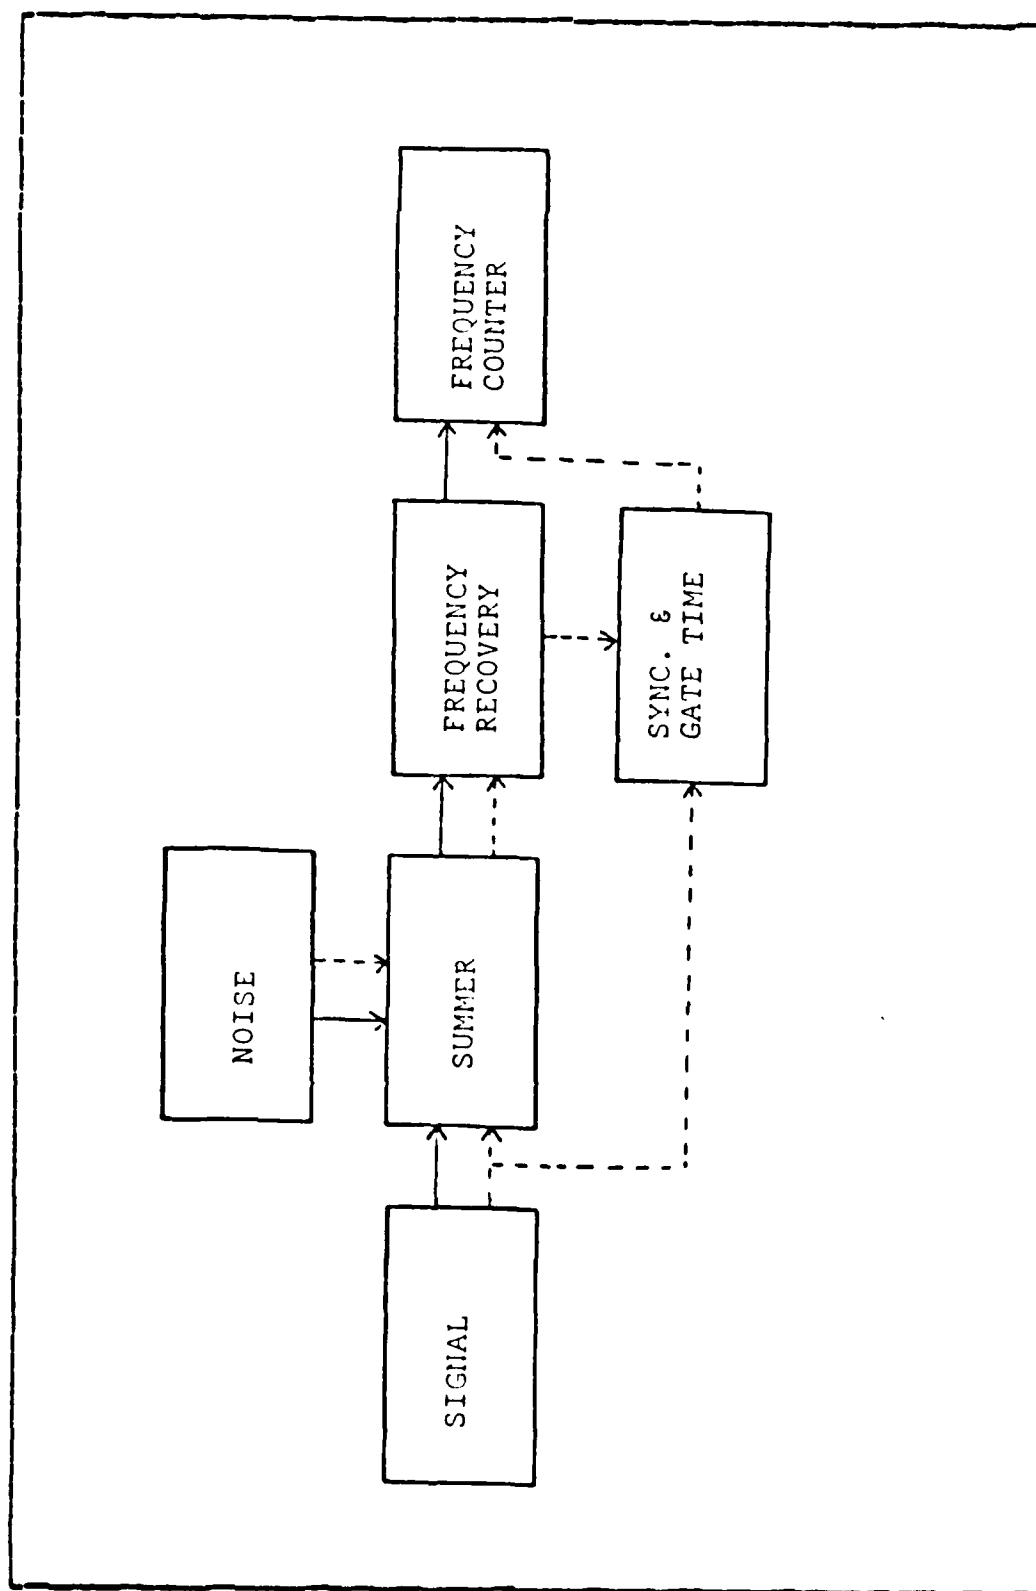 NOISE
SIGNAL
SUMMER
FREQUENCY
RECOVERY
FREQUENCY
COUNTER
SYNC. &
GATE TIME